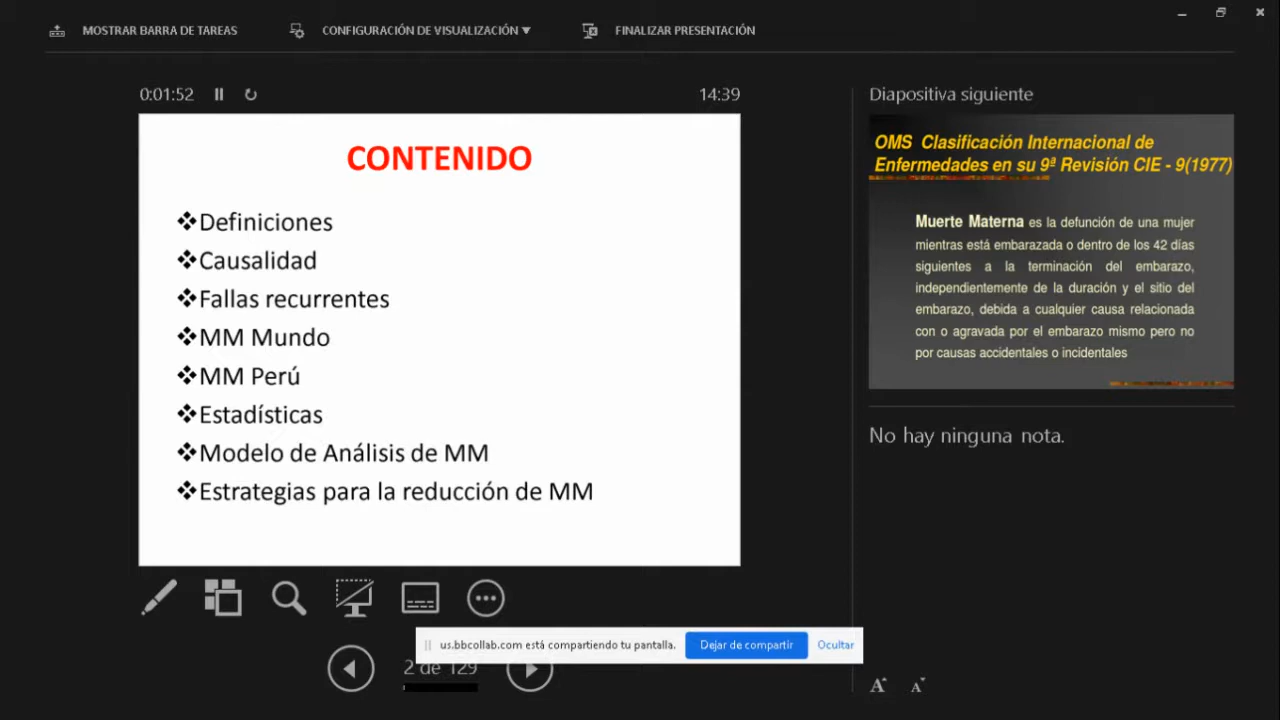 MOSTRAR BARRA DE TAREAS
CONFIGURACIÓN DE VISUALIZACIÓN ▼
FINALIZAR PRESENTACIÓN
0:01:52
14:39
CONTENIDO
❖Definiciones
❖Causalidad
❖Fallas recurrentes
❖MM Mundo
❖MM Perú
❖Estadísticas
❖Modelo de Análisis de MM
❖Estrategias para la reducción de MM
Diapositiva siguiente
OMS Clasificación Internacional de
Enfermedades en su 9ª Revisión CIE - 9(1977)
Muerte Materna es la defunción de una mujer
mientras está embarazada o dentro de los 42 días
siguientes a la terminación del embarazo,
independientemente de la duración y el sitio del
embarazo, debida a cualquier causa relacionada
con o agravada por el embarazo mismo pero no
por causas accidentales o incidentales
No hay ninguna nota.
us.bbcollab.com está compartiendo tu pantalla.
Dejar de compartir
Ocultar
2 de 129
A A